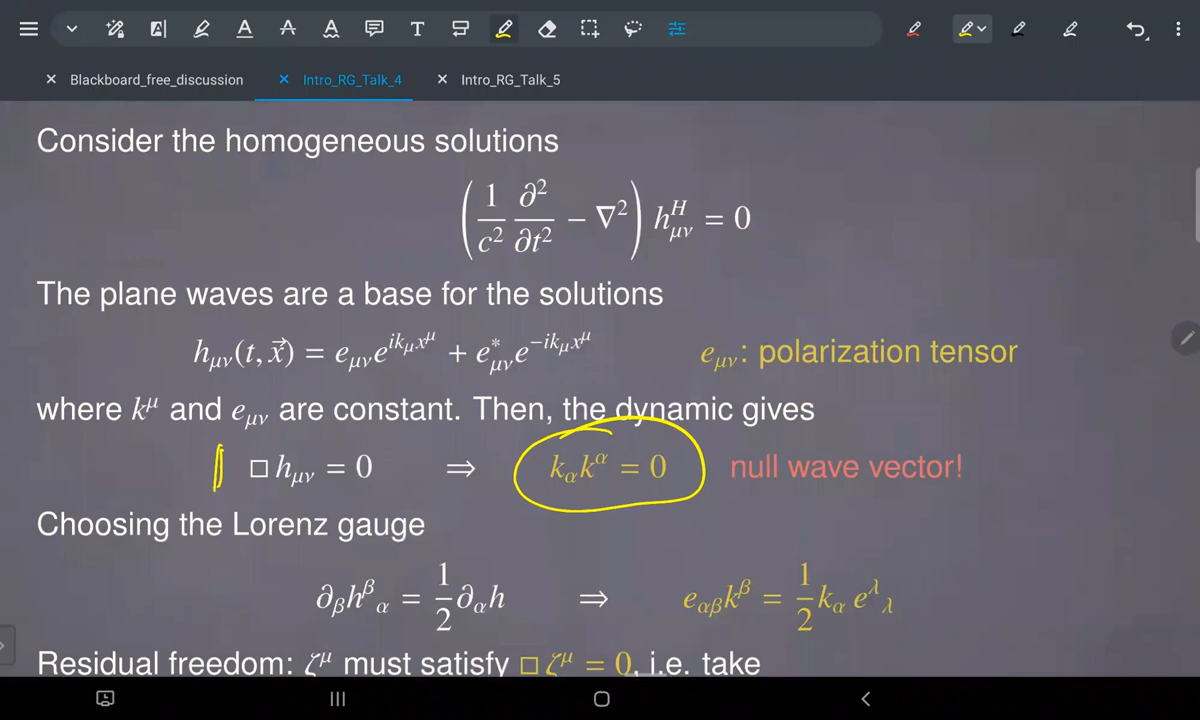 Blackboard_free_discussion Intro_RG_Talk_4 Intro_RG_Talk_5
Consider the homogeneous solutions
(1/c² ∂²/∂t² − ∇²) h^H_μν = 0
The plane waves are a base for the solutions
h_μν(t, x⃗) = e_μν e^{ik_μx^μ} + e*_μν e^{−ik_μx^μ} e_μν: polarization tensor
where k^μ and e_μν are constant. Then, the dynamic gives
□ h_μν = 0 ⇒ k_α k^α = 0 null wave vector!
Choosing the Lorenz gauge
∂_β h^β_α = 1/2 ∂_α h ⇒ e_αβ k^β = 1/2 k_α e^λ_λ
Residual freedom: ζ^μ must satisfy □ ζ^μ = 0, i.e. take